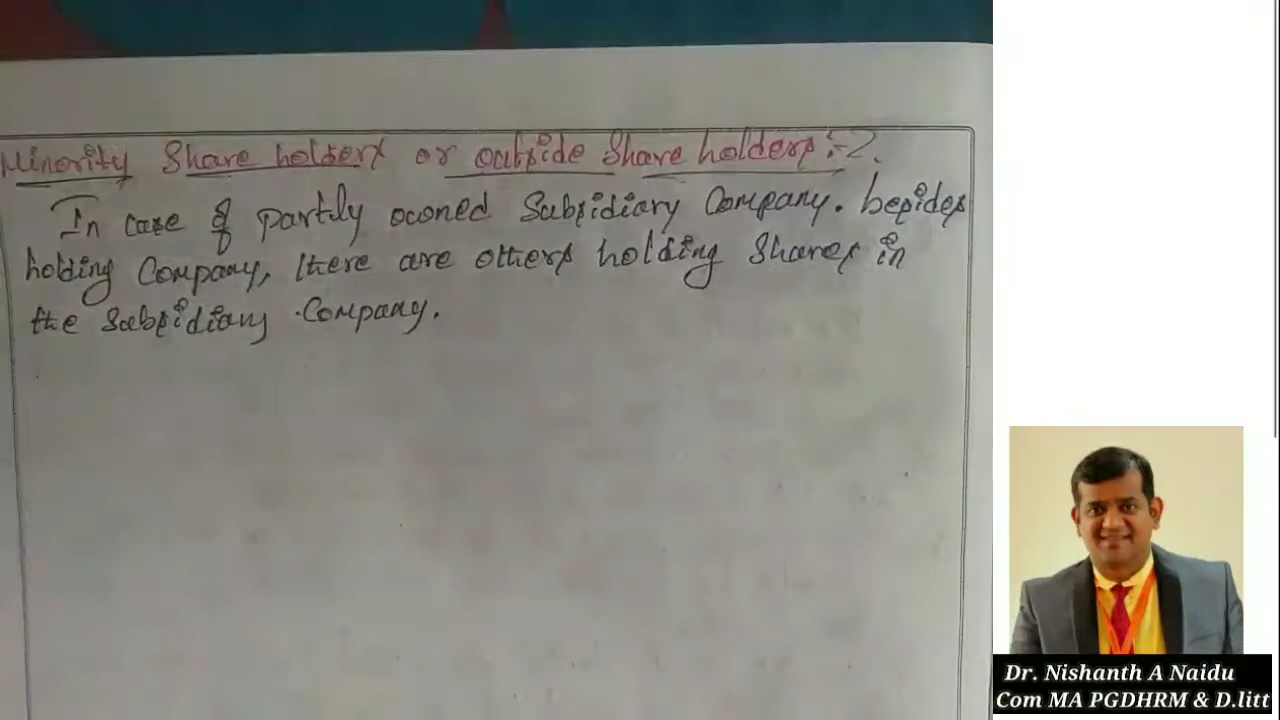 Minority Share holders or outside Share holders :-2.
In case of partly owned Subsidiary Company. besides
holding Company, there are others holding Shares in
the Subsidiary Company.
Dr. Nishanth A Naidu
Com MA PGDHRM & D.litt